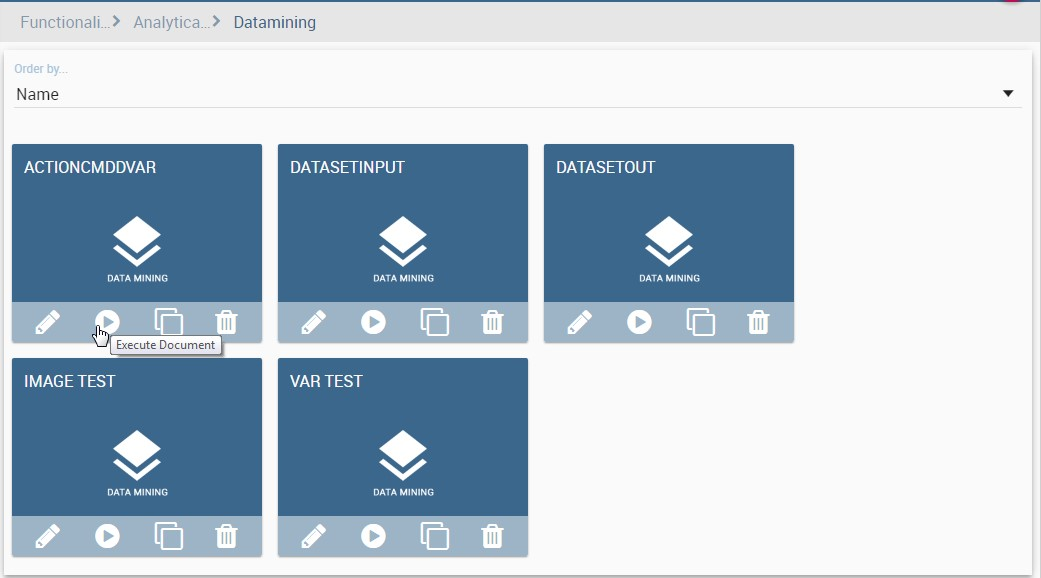 Functionali... Analytica... Datamining
Order by...
Name
ACTIONCMDDVAR
DATA MINING
DATASETINPUT
DATA MINING
DATASETOUT
DATA MINING
Execute Document
IMAGE TEST
DATA MINING
VAR TEST
DATA MINING